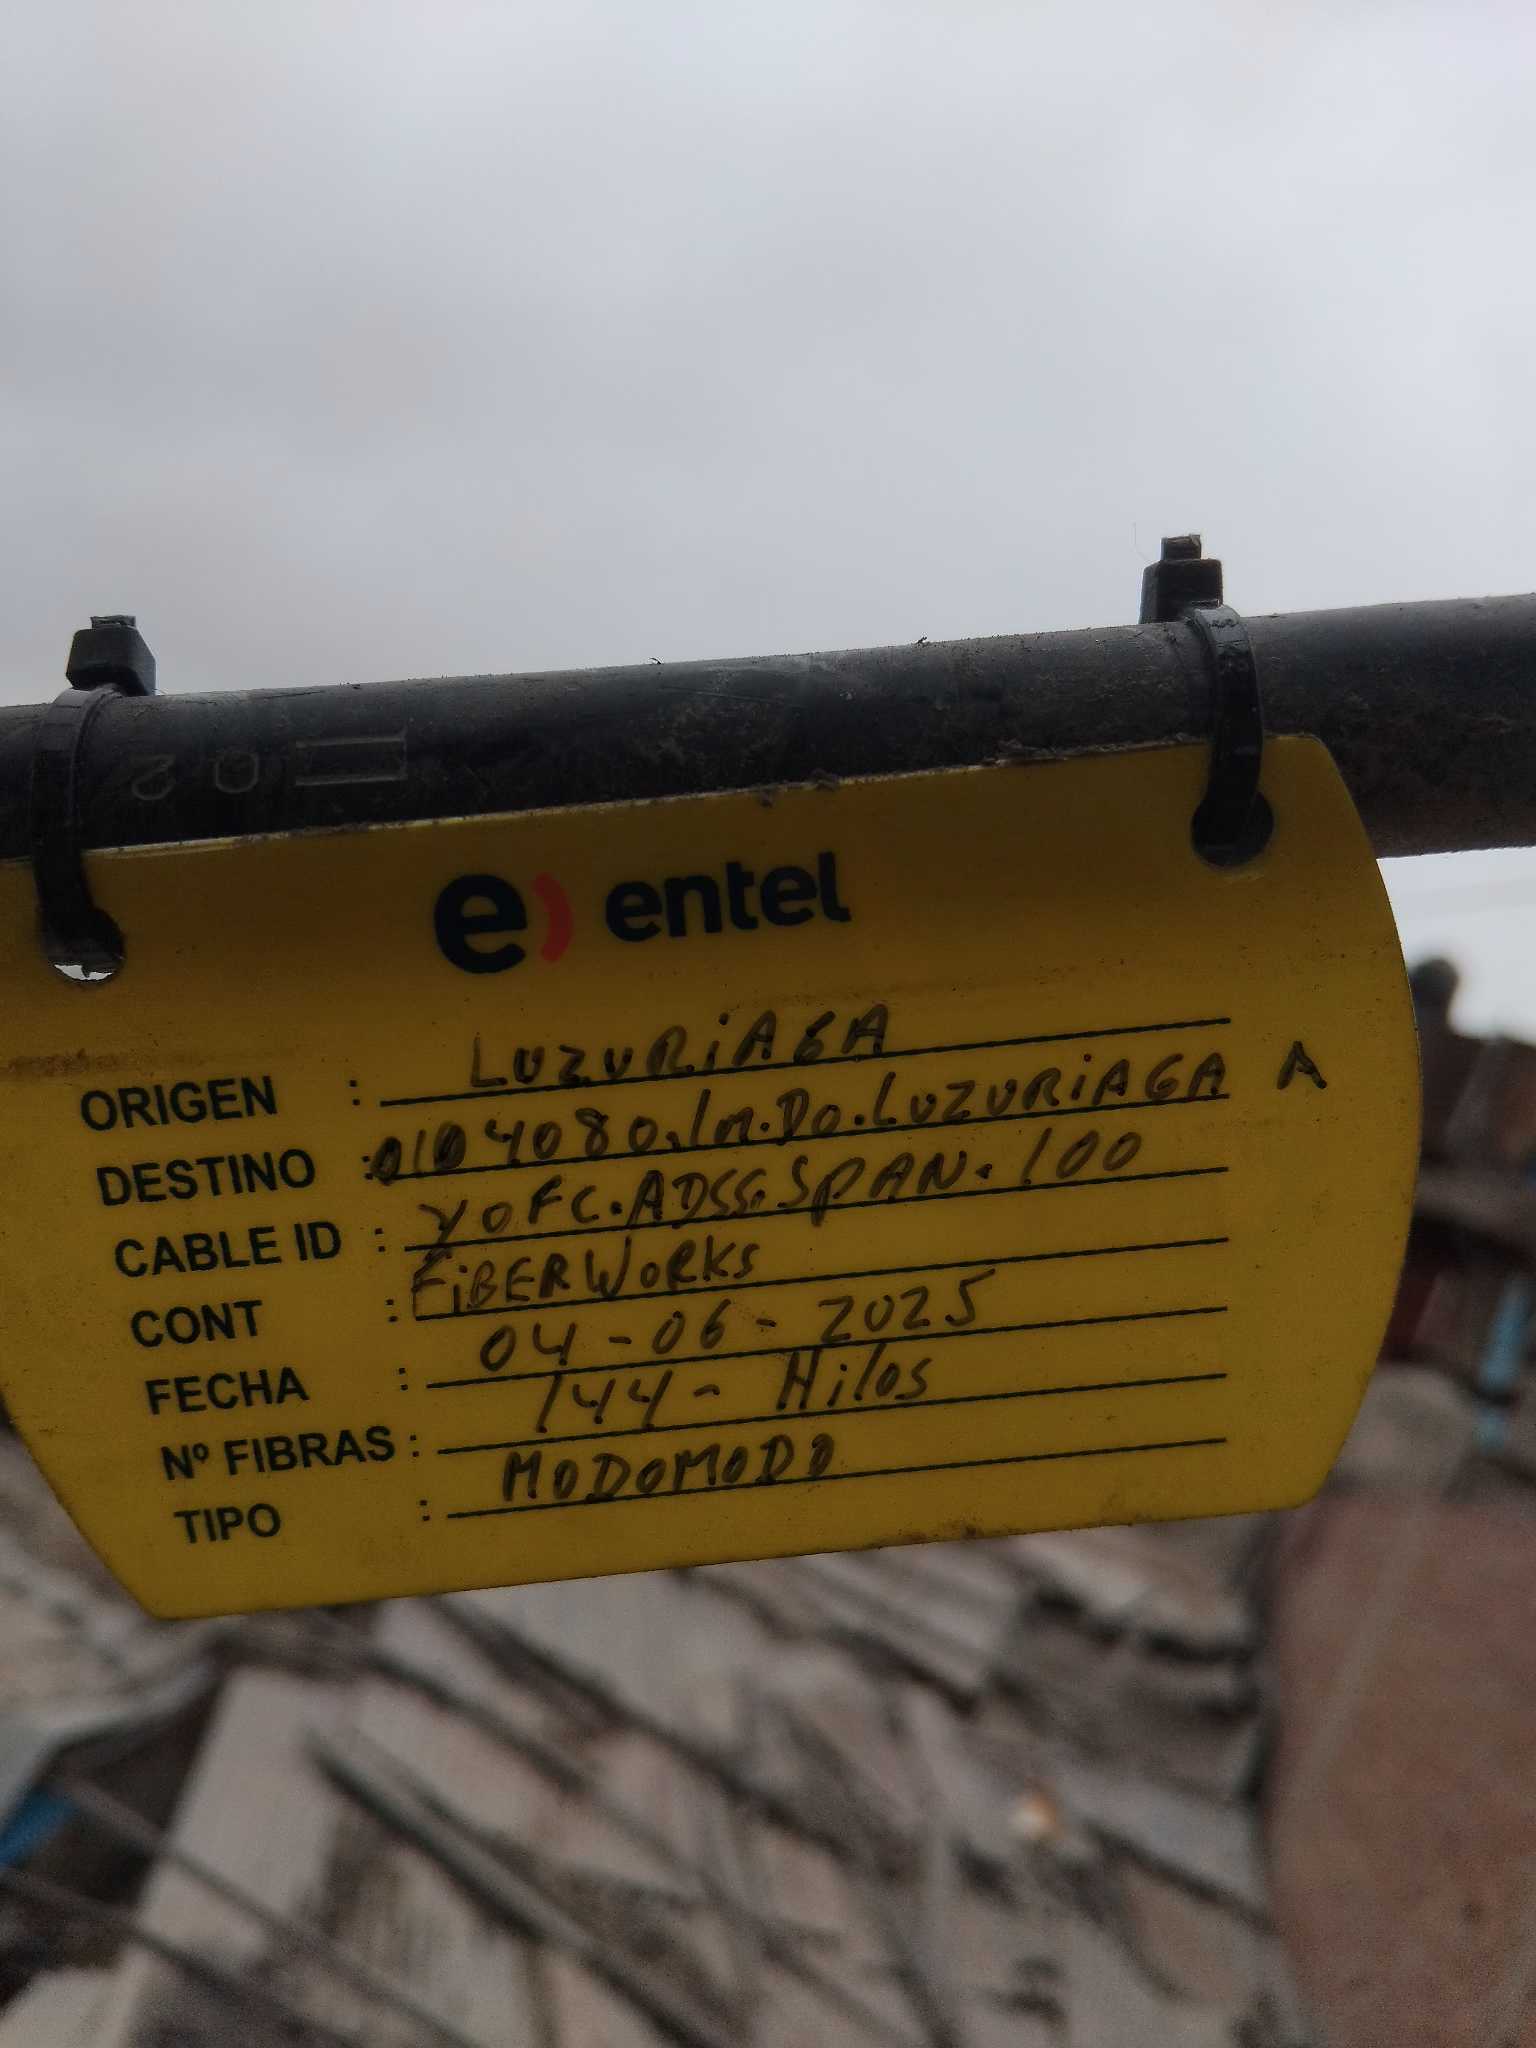 02
e) entel
ORIGEN : LUZURiAGA
DESTINO : 0104080.lm.Do.LUZURiAGA A
CABLE ID : YOFC.ADSS.SPAN.100
CONT : FiBERWORKS
FECHA : 04-06-2025
Nº FIBRAS : 144- Hilos
TIPO : MODOMODO